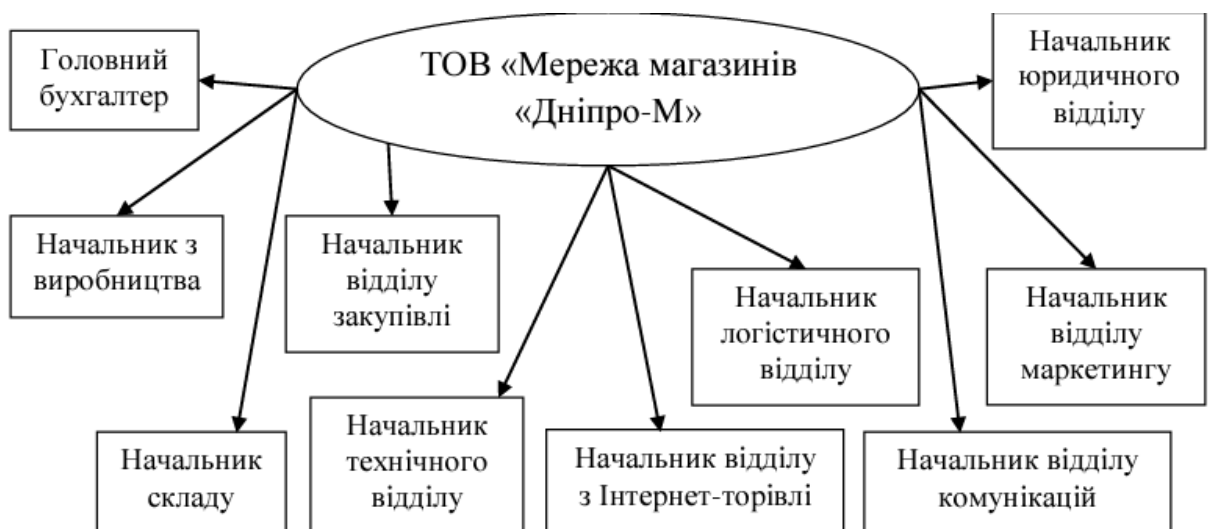 ТОВ «Мережа магазинів
«Дніпро-М»
Головний
бухгалтер
Начальник
юридичного
відділу
Начальник з
виробництва
Начальник
відділу
закупівлі
Начальник
логістичного
відділу
Начальник
відділу
маркетингу
Начальник
складу
Начальник
технічного
відділу
Начальник відділу
з Інтернет-торівлі
Начальник відділу
комунікацій